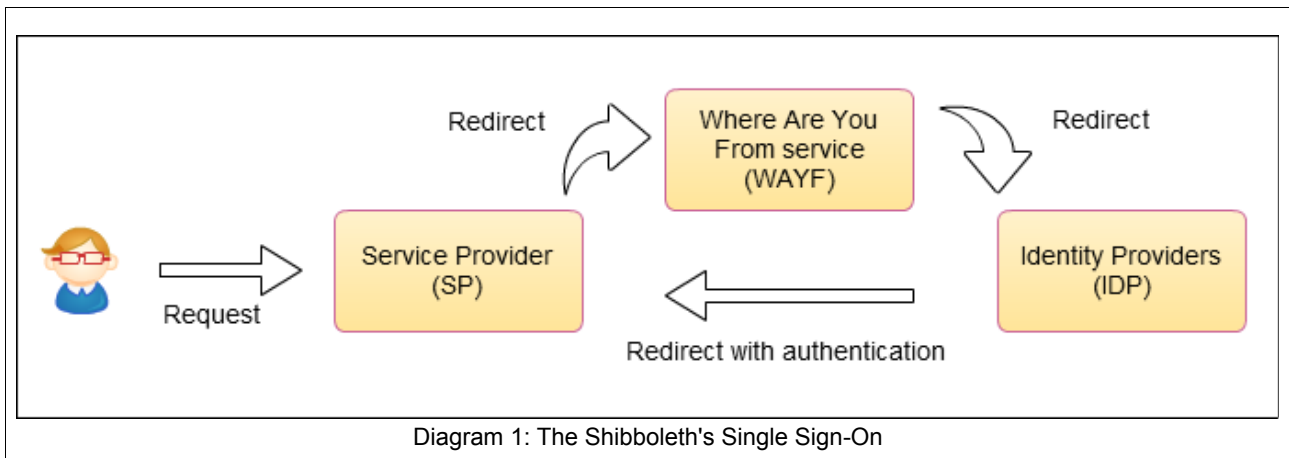 Redirect
Where Are You
From service
(WAYF)
Redirect
Service Provider
(SP)
Identity Providers
(IDP)
Request
Redirect with authentication
Diagram 1: The Shibboleth's Single Sign-On